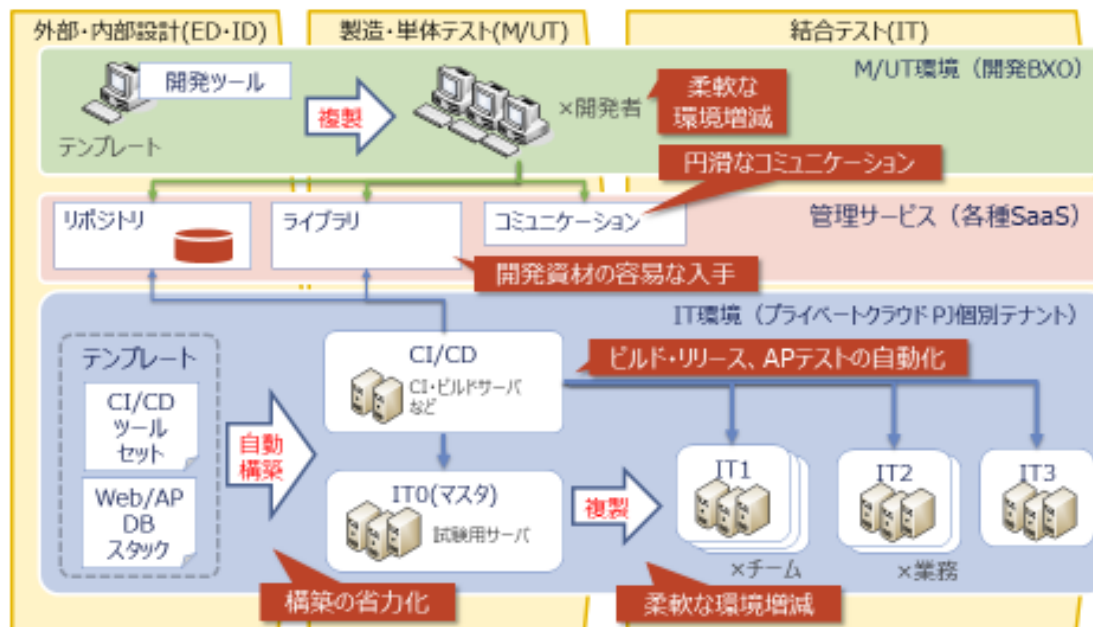 外部・内部設計(ED・ID)
製造・単体テスト(M/UT)
結合テスト(IT)
M/UT環境（開発BXO）
開発ツール
テンプレート
複製
×開発者
柔軟な
環境増減
円滑なコミュニケーション
リポジトリ
ライブラリ
コミュニケーション
管理サービス（各種SaaS）
開発資材の容易な入手
IT環境（プライベートクラウドPJ個別テナント）
テンプレート
CI/CD
ツール
セット
Web/AP
DB
スタック
自動
構築
CI/CD
CI・ビルドサーバ
など
ビルド・リリース、APテストの自動化
IT0(マスタ)
試験用サーバ
複製
IT1
×チーム
IT2
×業務
IT3
構築の省力化
柔軟な環境増減